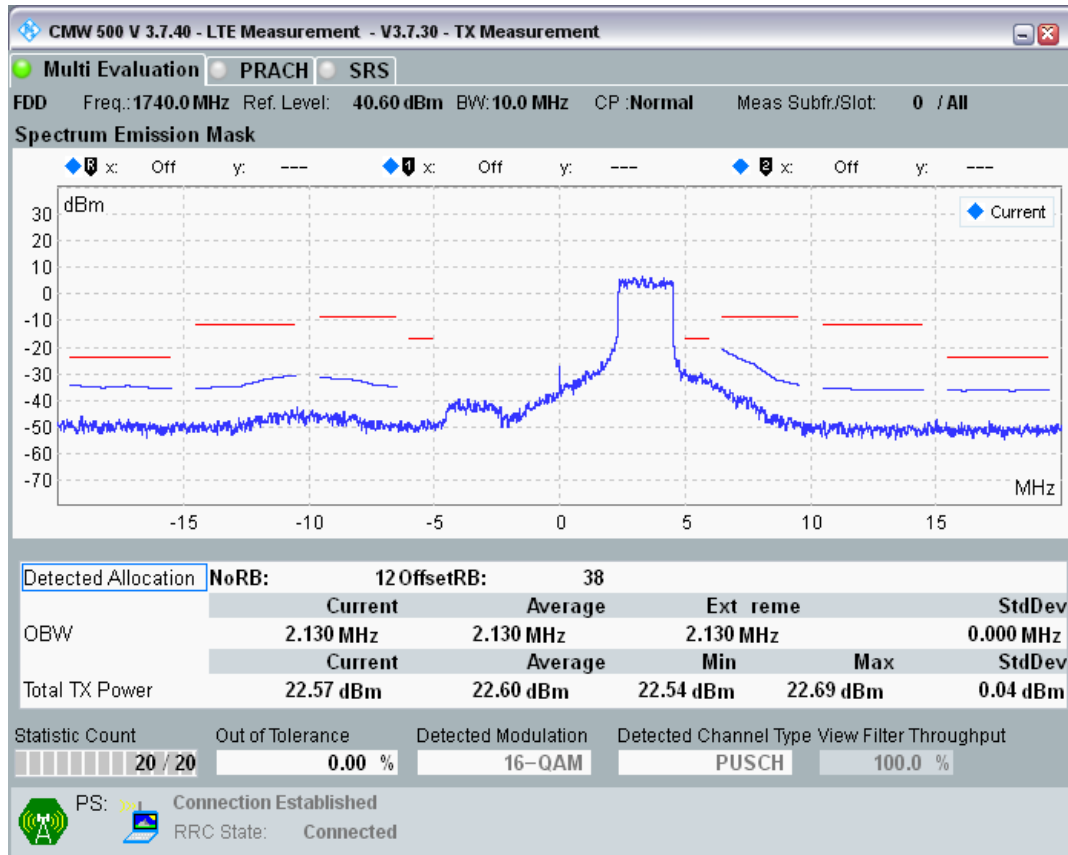 CMW 500 V 3.7.40 - LTE Measurement - V3.7.30 - TX Measurement
Multi Evaluation PRACH SRS
FDD Freq.: 1740.0 MHz Ref. Level: 40.60 dBm BW: 10.0 MHz CP : Normal Meas Subfr./Slot: 0 / All
Spectrum Emission Mask
R x: Off y: --- 1 x: Off y: --- 2 x: Off y: ---
dBm
Current
30
20
10
0
-10
-20
-30
-40
-50
-60
-70
MHz
-15 -10 -5 0 5 10 15
Detected Allocation NoRB: 12 OffsetRB: 38
Current Average Ext reme StdDev
OBW 2.130 MHz 2.130 MHz 2.130 MHz 0.000 MHz
Current Average Min Max StdDev
Total TX Power 22.57 dBm 22.60 dBm 22.54 dBm 22.69 dBm 0.04 dBm
Statistic Count Out of Tolerance Detected Modulation Detected Channel Type View Filter Throughput
20 / 20 0.00 % 16-QAM PUSCH 100.0 %
PS: Connection Established
RRC State: Connected